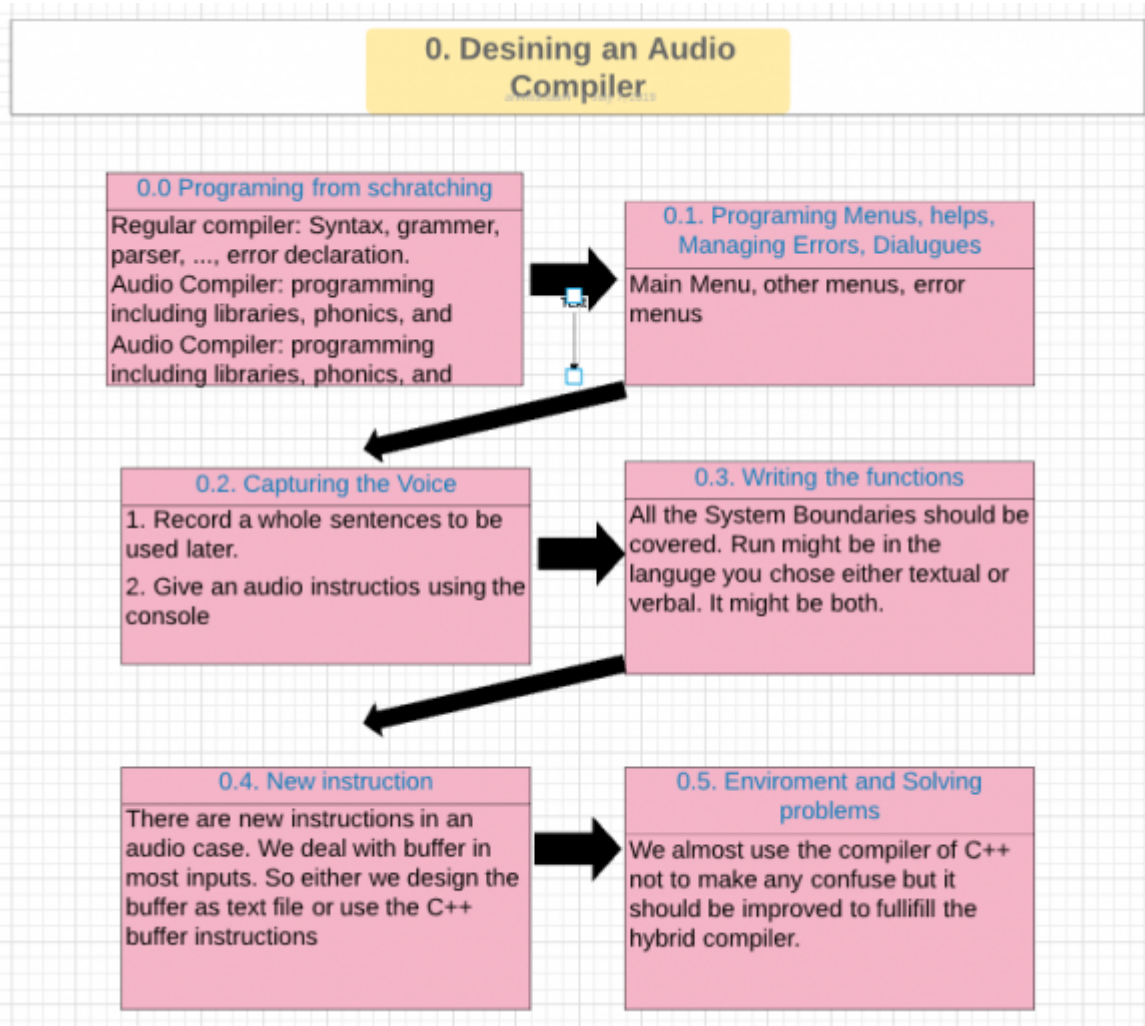 0. Desining an Audio
Compiler
0.0 Programing from schratching
Regular compiler: Syntax, grammer,
parser, ..., error declaration.
Audio Compiler: programming
including libraries, phonics, and
Audio Compiler: programming
including libraries, phonics, and
0.1. Programing Menus, helps,
Managing Errors, Dialugues
Main Menu, other menus, error
menus
0.2. Capturing the Voice
1. Record a whole sentences to be
used later.
2. Give an audio instructios using the
console
0.3. Writing the functions
All the System Boundaries should be
covered. Run might be in the
languge you chose either textual or
verbal. It might be both.
0.4. New instruction
There are new instructions in an
audio case. We deal with buffer in
most inputs. So either we design the
buffer as text file or use the C++
buffer instructions
0.5. Enviroment and Solving
problems
We almost use the compiler of C++
not to make any confuse but it
should be improved to fullifill the
hybrid compiler.